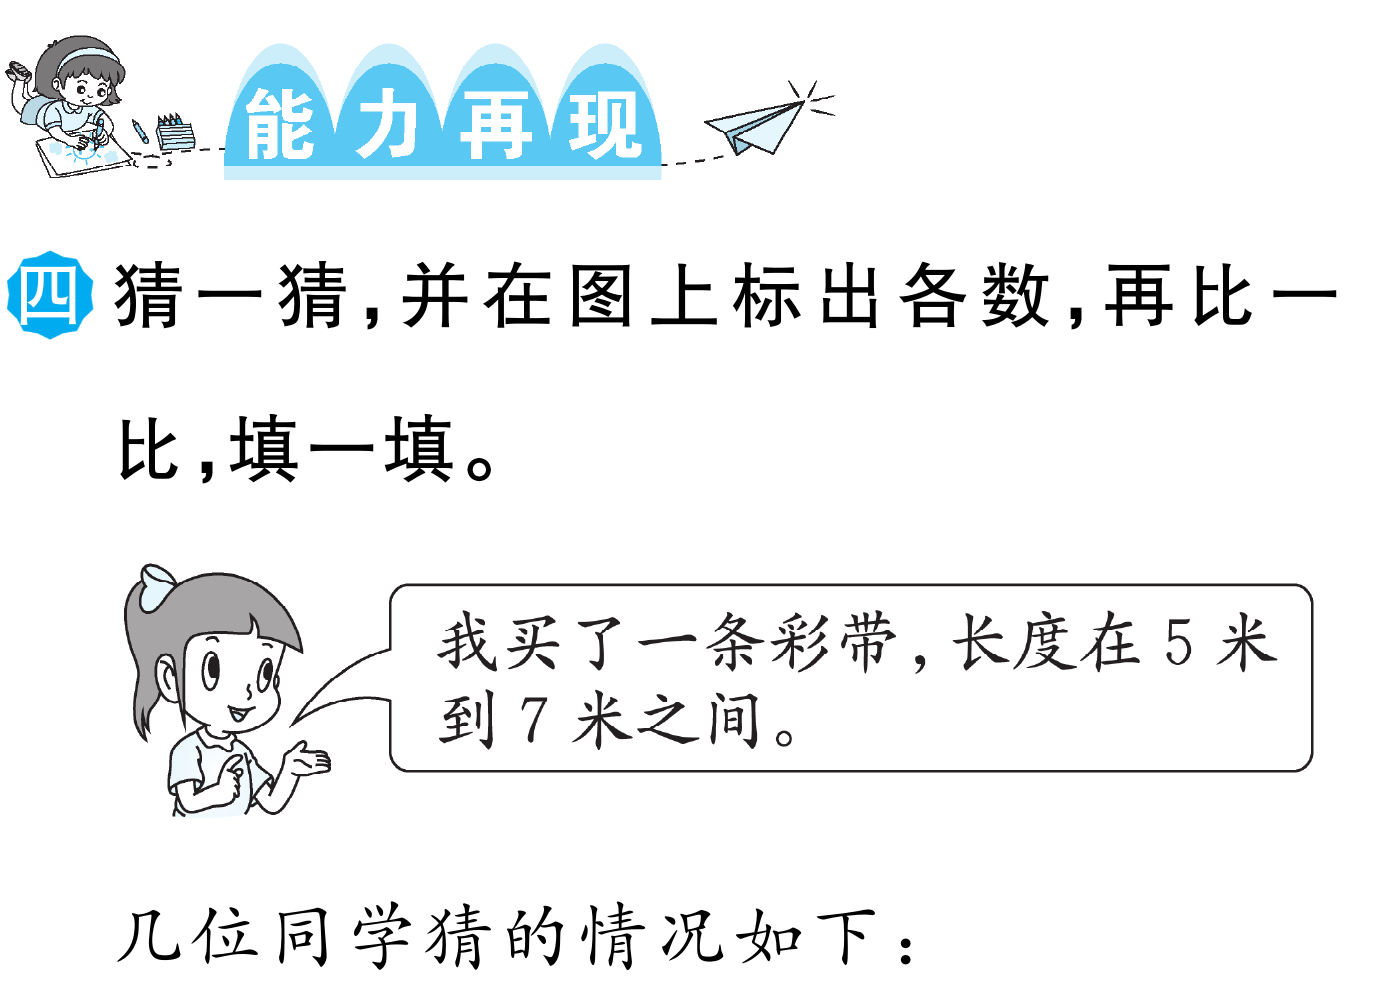 能力再现
四 猜一猜,并在图上标出各数,再比一
比,填一填。
我买了一条彩带,长度在5米
到7米之间。
几位同学猜的情况如下: